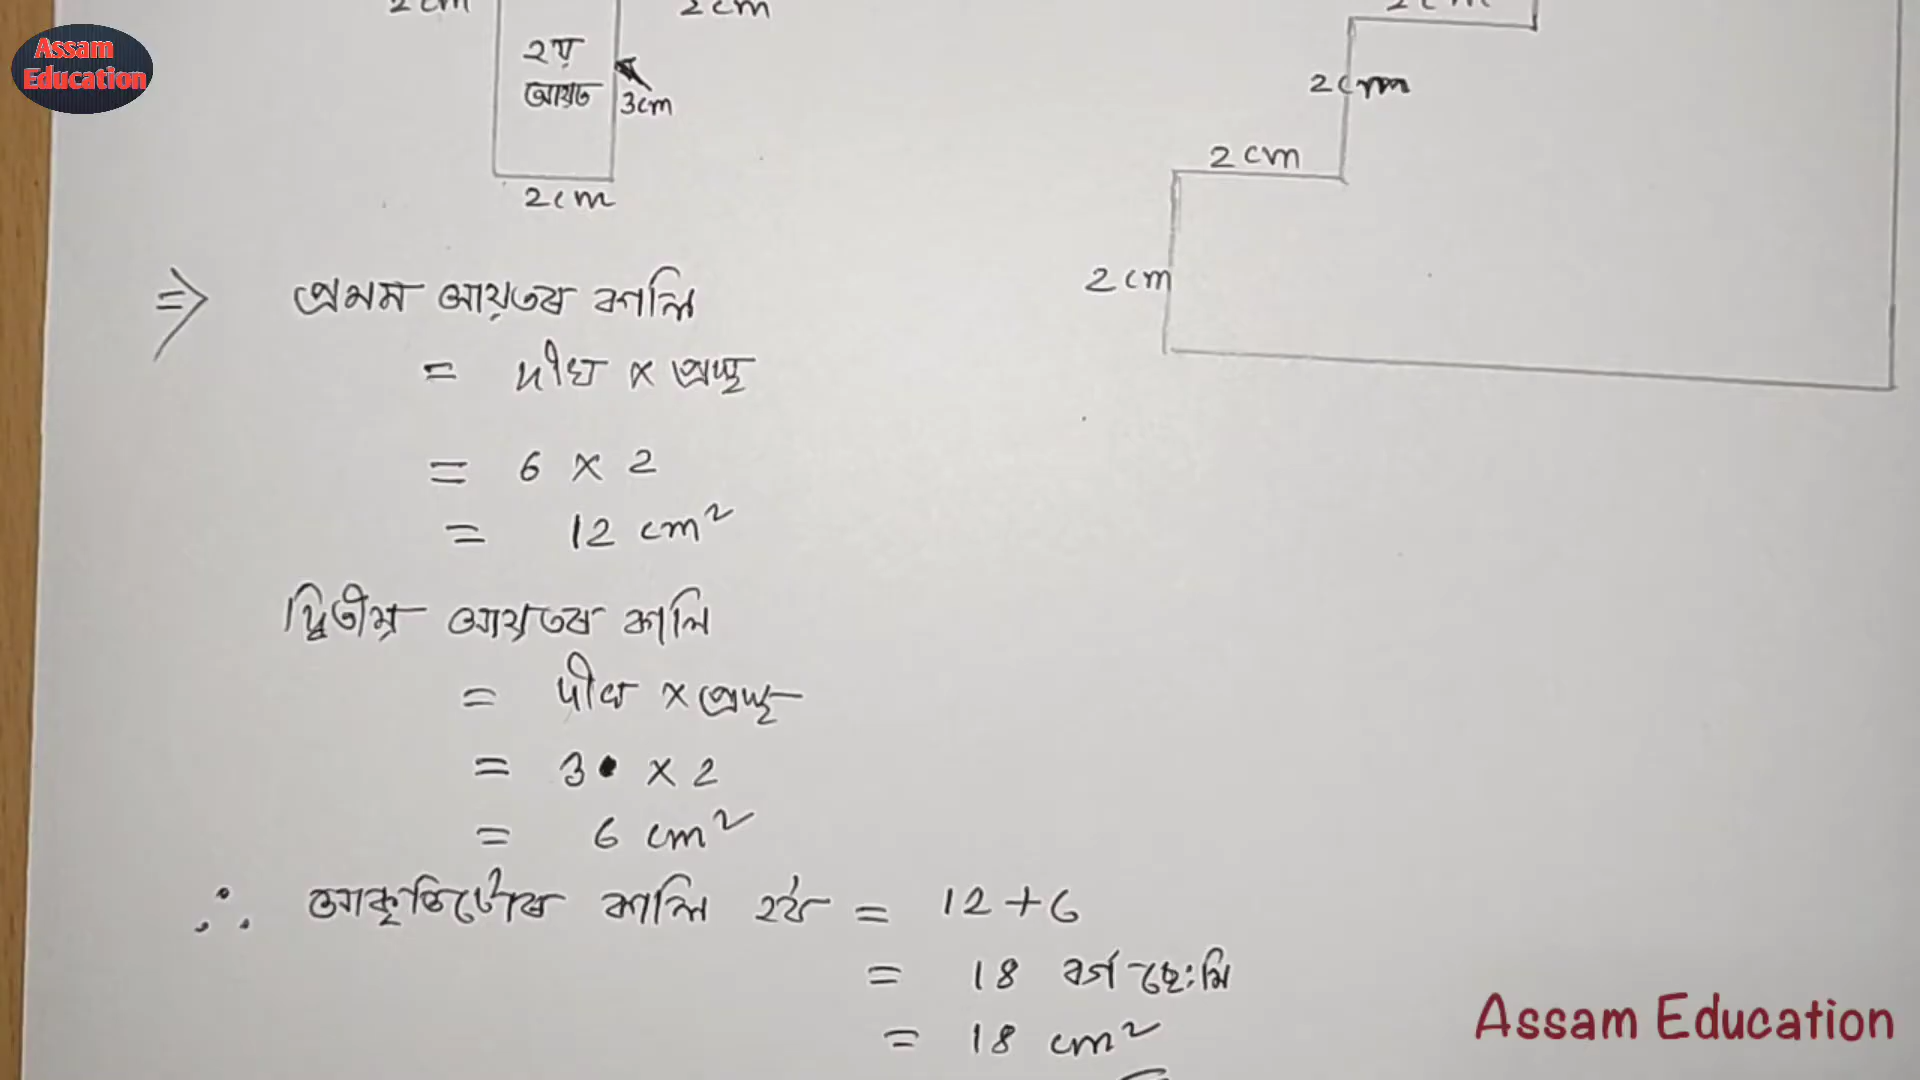 Assam
Education
2cm
2cm
২য়
আয়ত
3cm
2cm
2cm
2cm
2cm
2cm
⇒ প্ৰথম আয়তৰ কালি
= দীঘ × প্ৰস্থ
= 6 × 2
= 12 cm²
দ্বিতীয় আয়তৰ কালি
= দীঘ × প্ৰস্থ
= 3 × 2
= 6 cm²
∴ আকৃতিটোৰ কালি হ'ব = 12 + 6
= 18 বৰ্গ ছে:মি
= 18 cm²
Assam Education